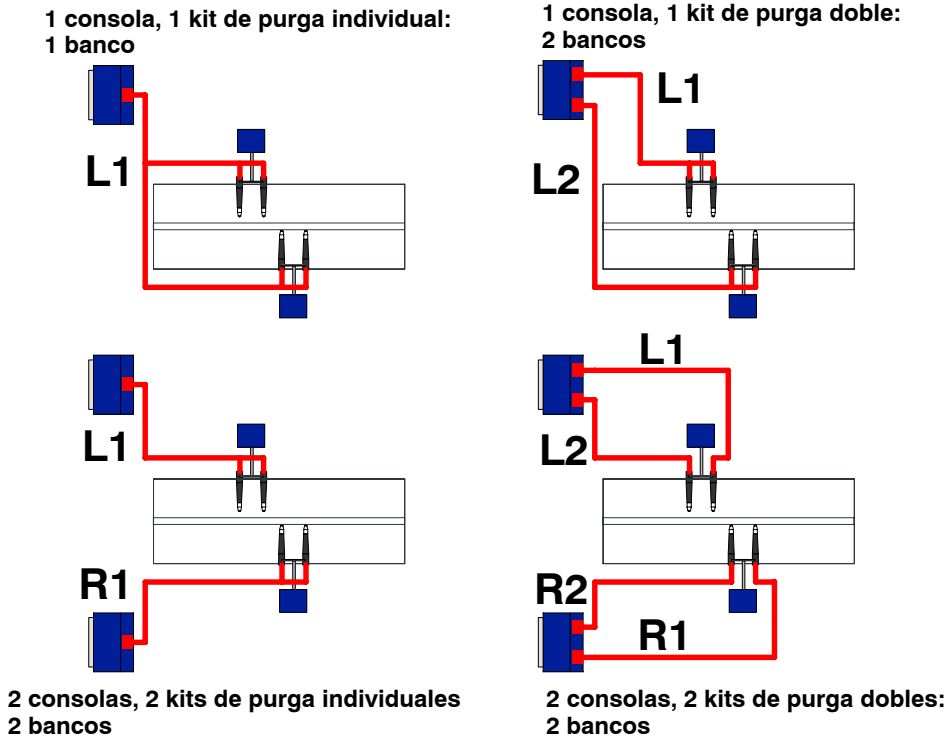 1 consola, 1 kit de purga individual:
1 banco
L1
1 consola, 1 kit de purga doble:
2 bancos
L1
L2
L1
R1
2 consolas, 2 kits de purga individuales
2 bancos
L1
L2
R2
R1
2 consolas, 2 kits de purga dobles:
2 bancos